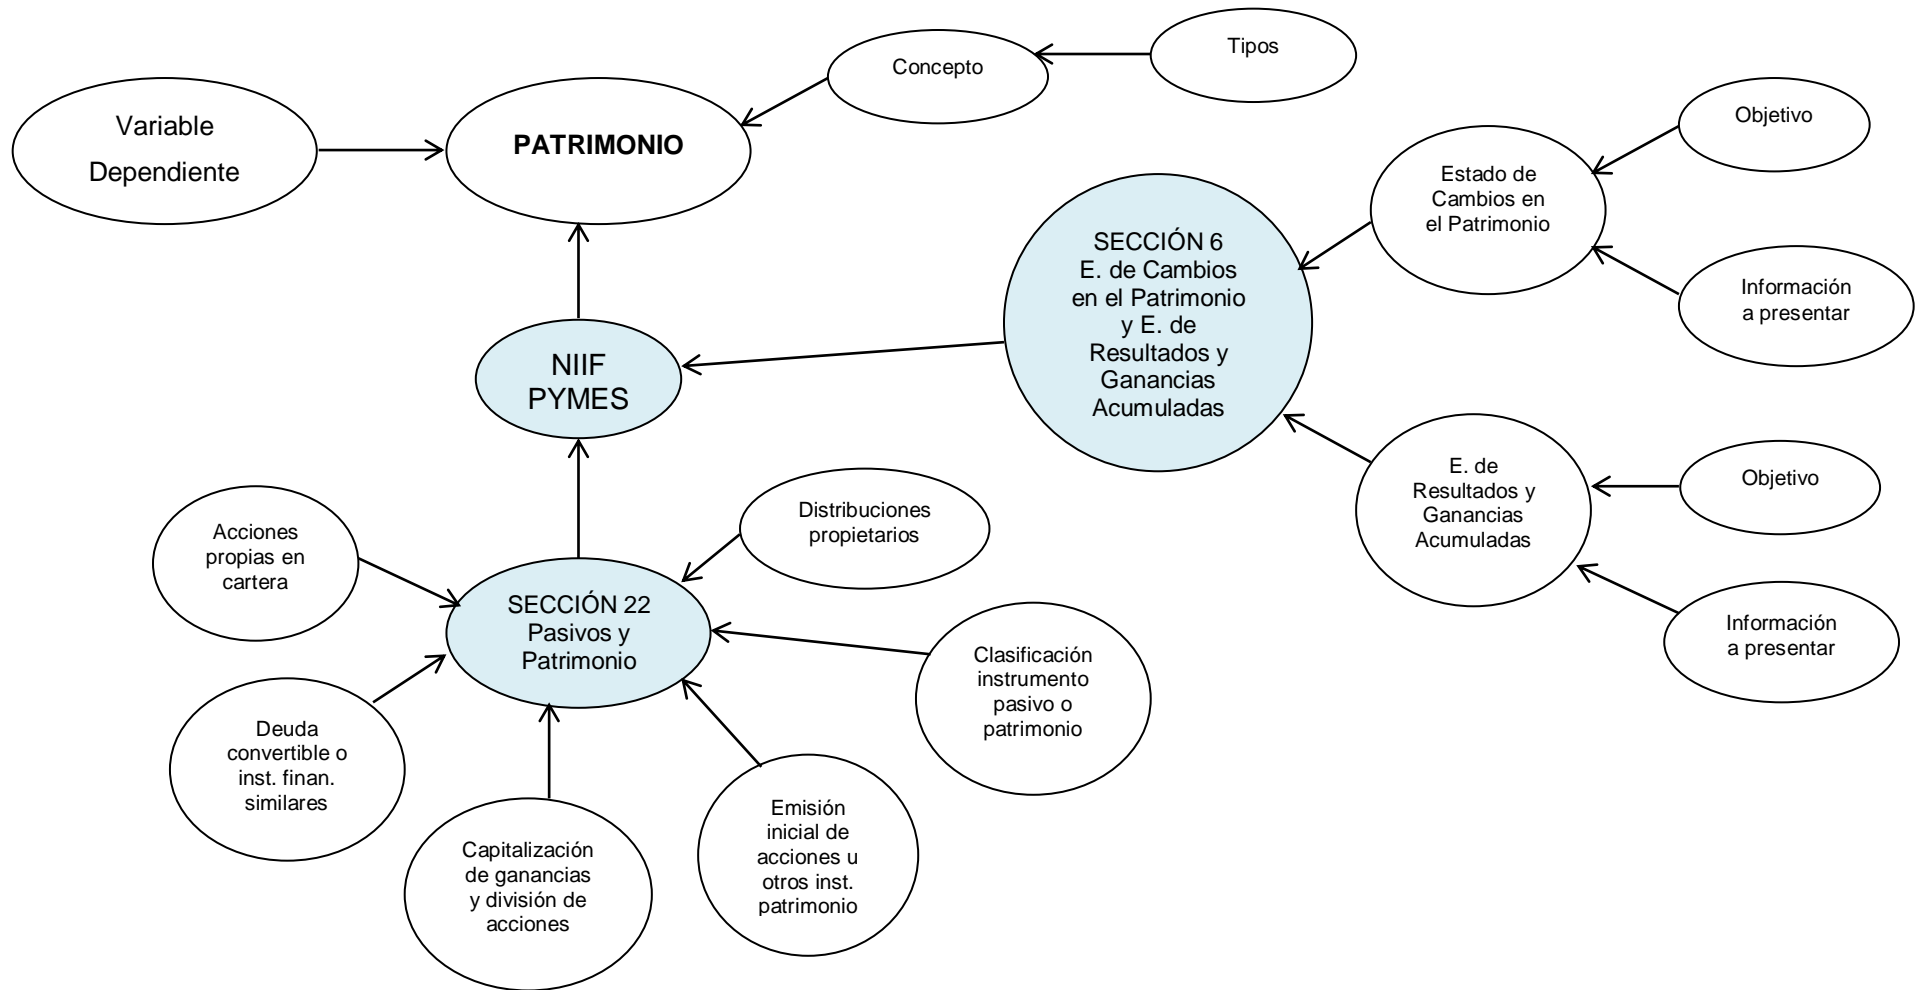 Tipos
Concepto
Variable
Dependiente
PATRIMONIO
Objetivo
Estado de
Cambios en
el Patrimonio
Información
a presentar
SECCIÓN 6
E. de Cambios
en el Patrimonio
y E. de
Resultados y
Ganancias
Acumuladas
NIIF
PYMES
E. de
Resultados y
Ganancias
Acumuladas
Objetivo
Información
a presentar
Distribuciones
propietarios
Acciones
propias en
cartera
SECCIÓN 22
Pasivos y
Patrimonio
Clasificación
instrumento
pasivo o
patrimonio
Deuda
convertible o
inst. finan.
similares
Capitalización
de ganancias
y división de
acciones
Emisión
inicial de
acciones u
otros inst.
patrimonio